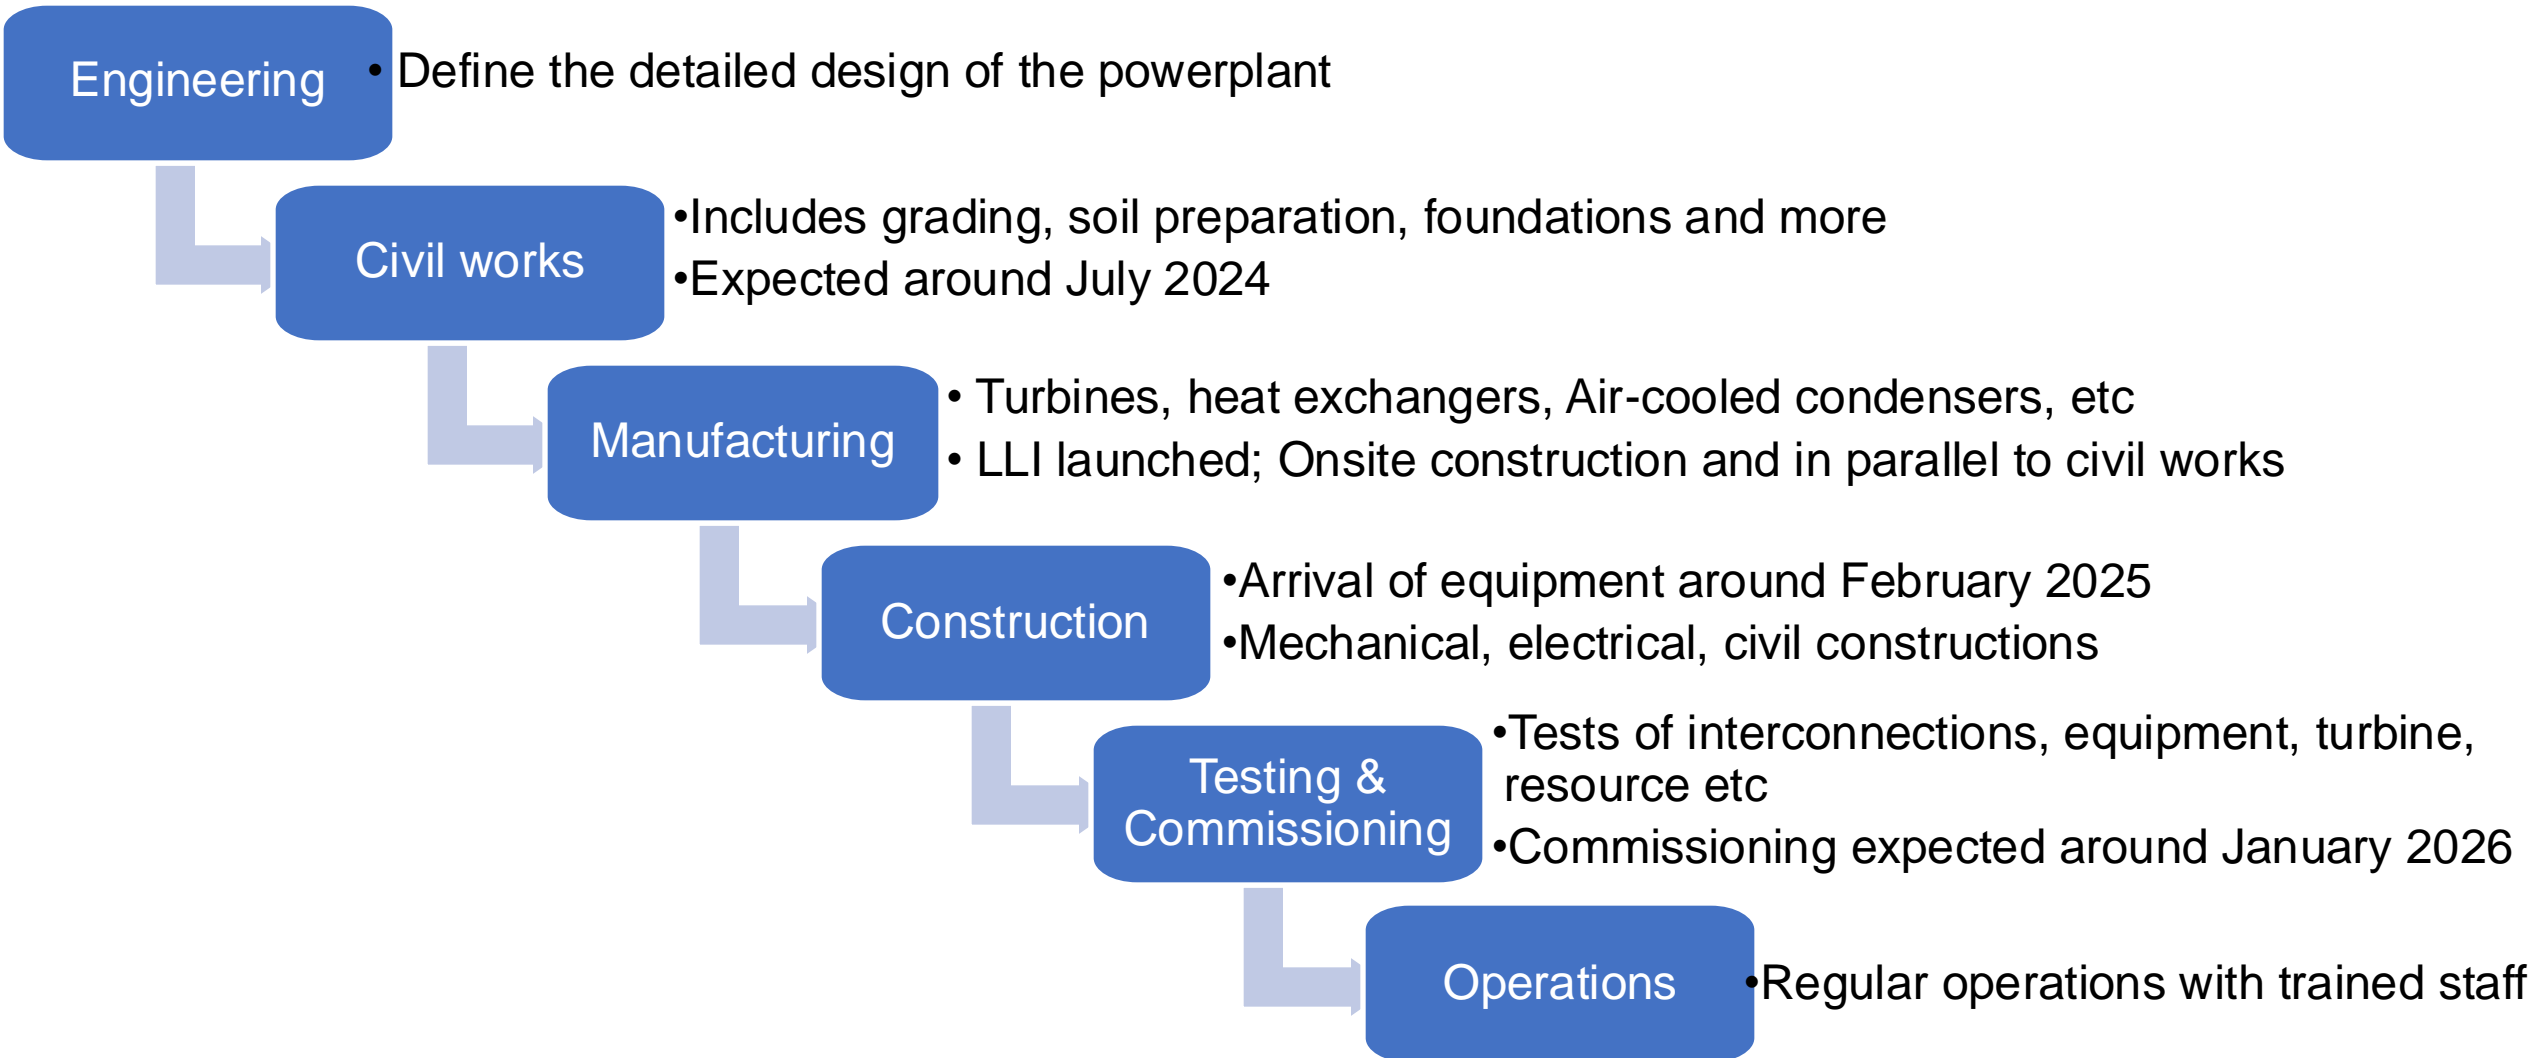 Engineering
• Define the detailed design of the powerplant
Civil works
•Includes grading, soil preparation, foundations and more
•Expected around July 2024
Manufacturing
• Turbines, heat exchangers, Air-cooled condensers, etc
• LLI launched; Onsite construction and in parallel to civil works
Construction
•Arrival of equipment around February 2025
•Mechanical, electrical, civil constructions
Testing &
Commissioning
•Tests of interconnections, equipment, turbine,
resource etc
•Commissioning expected around January 2026
Operations
•Regular operations with trained staff